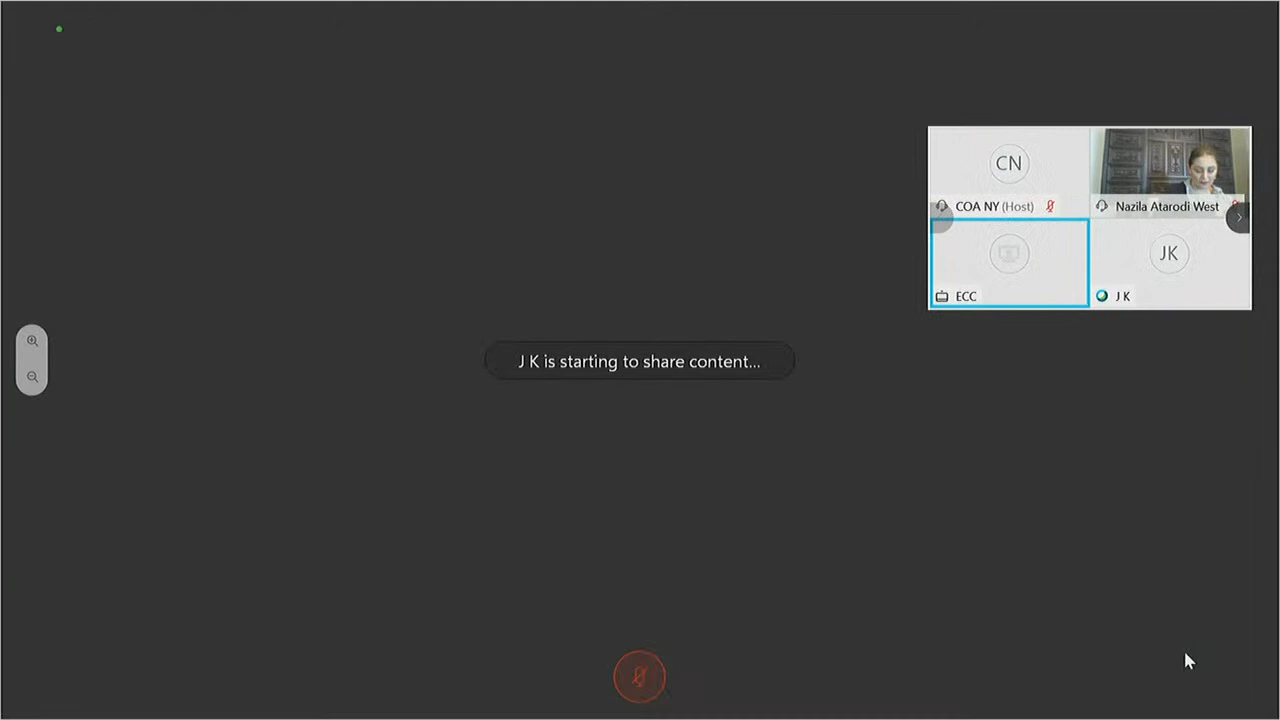 CN
COA NY (Host)
Nazila Atarodi West
JK
ECC
J K
J K is starting to share content...